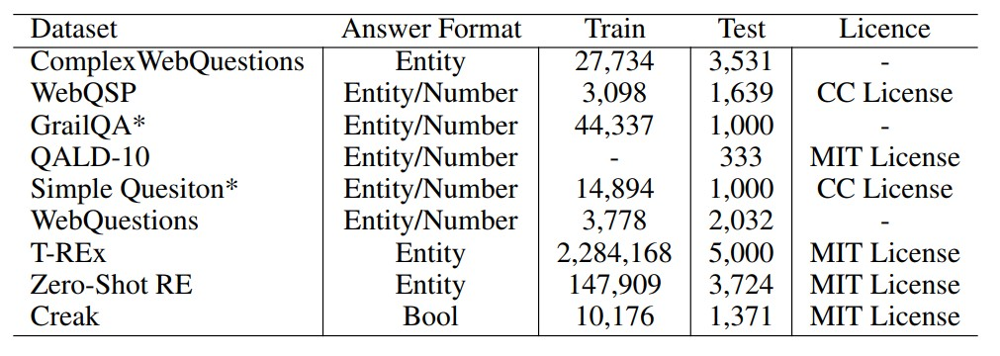 Dataset Answer Format Train Test Licence
ComplexWebQuestions Entity 27,734 3,531 -
WebQSP Entity/Number 3,098 1,639 CC License
GrailQA* Entity/Number 44,337 1,000 -
QALD-10 Entity/Number - 333 MIT License
Simple Quesiton* Entity/Number 14,894 1,000 CC License
WebQuestions Entity/Number 3,778 2,032 -
T-REx Entity 2,284,168 5,000 MIT License
Zero-Shot RE Entity 147,909 3,724 MIT License
Creak Bool 10,176 1,371 MIT License